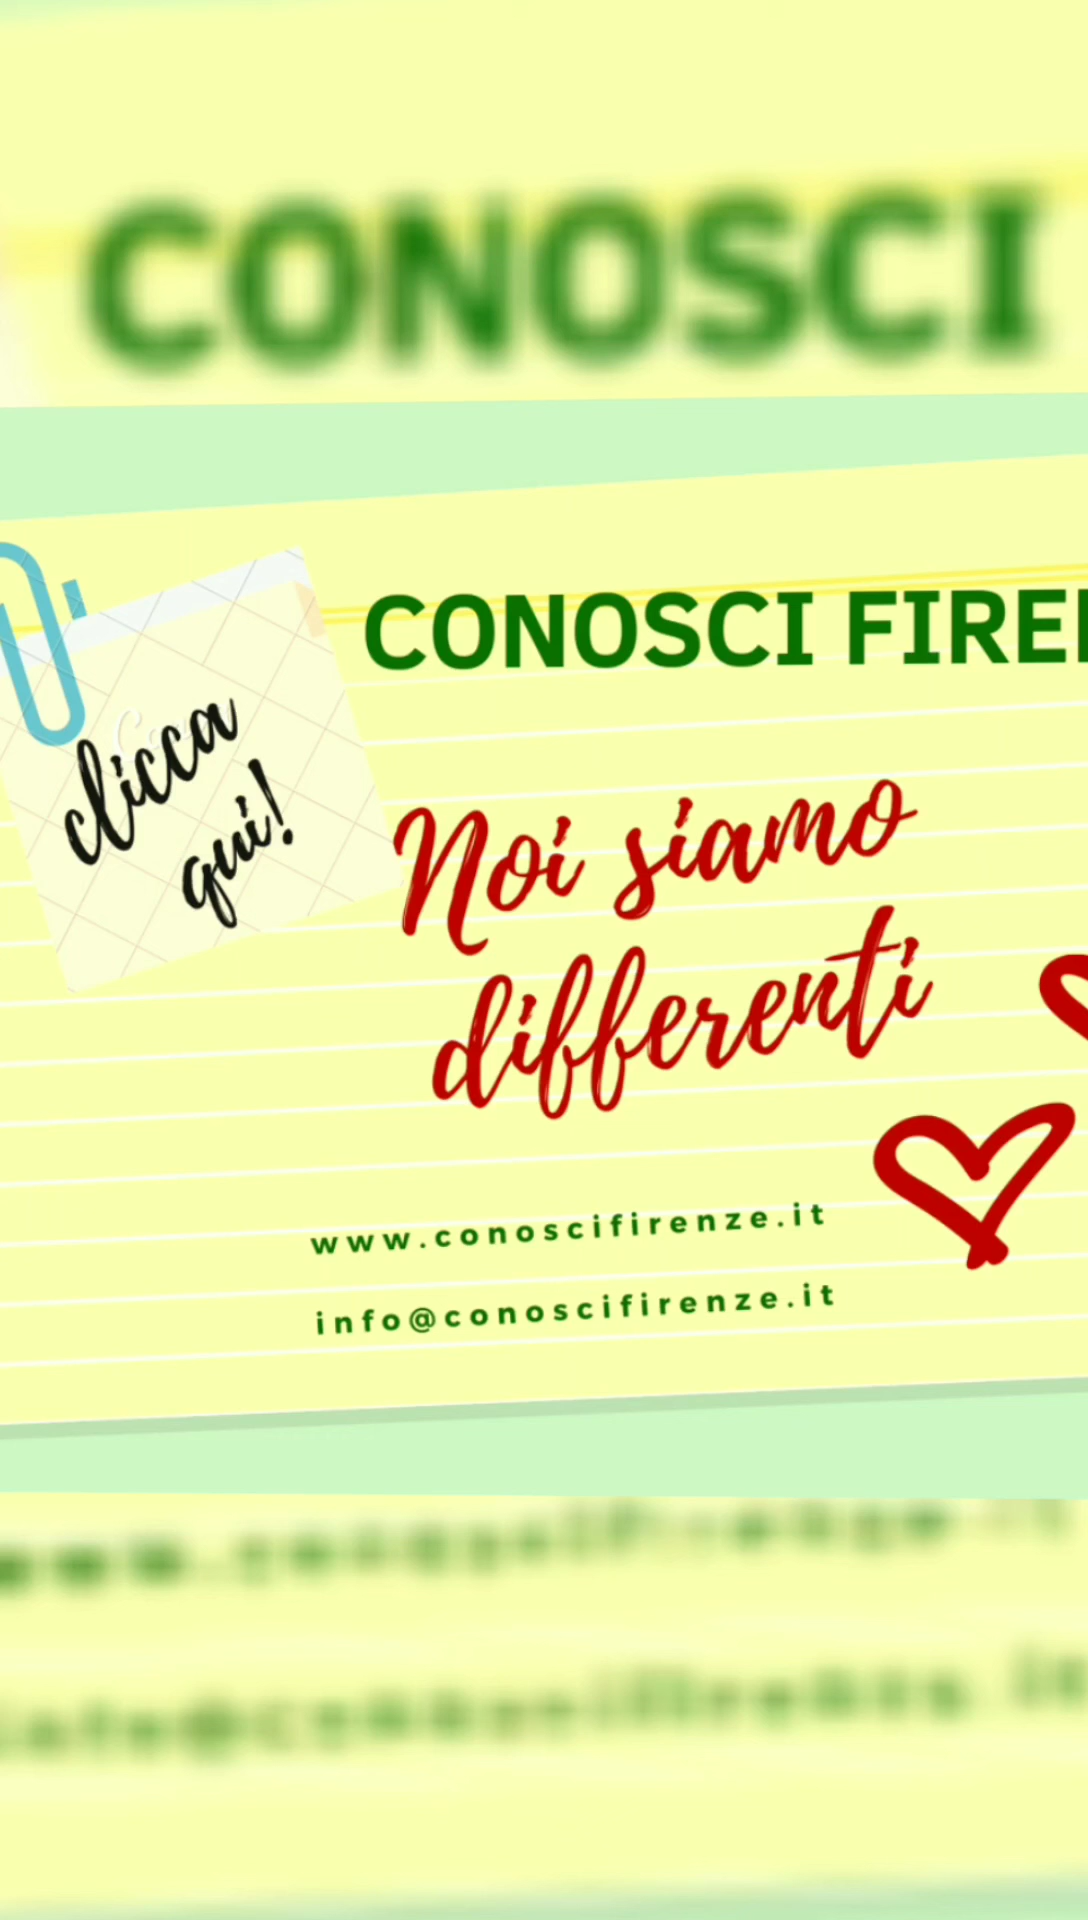 CONOSCI
CONOSCI FIRE
clicca
qui!
Noi siamo
differenti
www.conoscifirenze.it
info@conoscifirenze.it